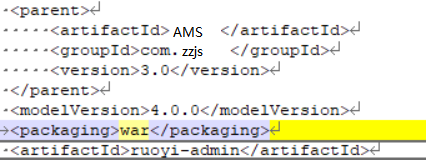 <parent>
<artifactId> AMS </artifactId>
<groupId>com. zzjs </groupId>
<version>3.0</version>
</parent>
<modelVersion>4.0.0</modelVersion>
<packaging>war</packaging>
<artifactId>ruoyi-admin</artifactId>